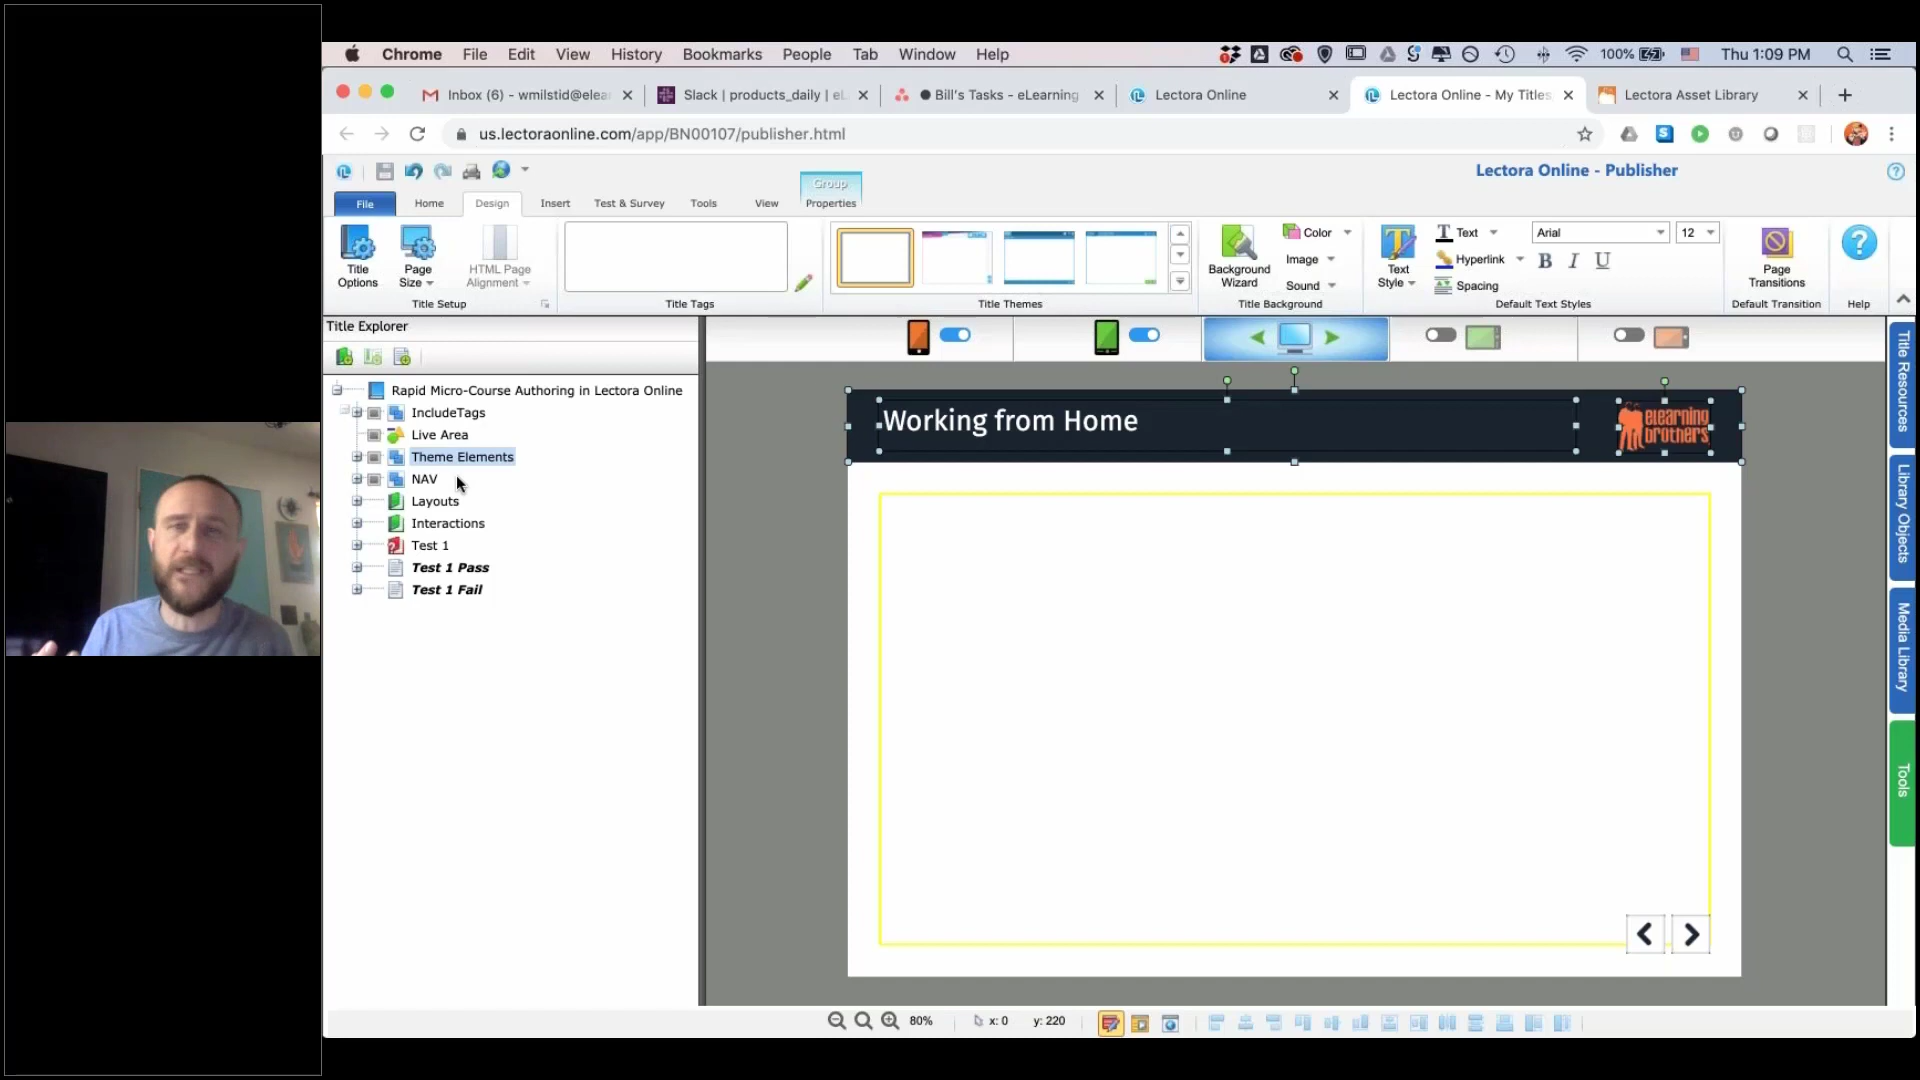 Chrome File Edit View History Bookmarks People Tab Window Help
100% Thu 1:09 PM
Inbox (6) - wmilstid@elea
Slack | products_daily | eL
Bill's Tasks - eLearning
Lectora Online
Lectora Online - My Titles
Lectora Asset Library
us.lectoraonline.com/app/BN00107/publisher.html
Lectora Online - Publisher
Group
File Home Design Insert Test & Survey Tools View Properties
Title Options
Page Size
HTML Page Alignment
Title Setup
Title Tags
Title Themes
Background Wizard
Color
Image
Sound
Title Background
Text Style
Text
Hyperlink
Spacing
Arial 12
B I U
Default Text Styles
Page Transitions
Default Transition
Help
Title Explorer
Rapid Micro-Course Authoring in Lectora Online
IncludeTags
Live Area
Theme Elements
NAV
Layouts
Interactions
Test 1
Test 1 Pass
Test 1 Fail
Working from Home
elearning
brothers
Title Resources
Library Objects
Media Library
Tools
80% x: 0 y: 220